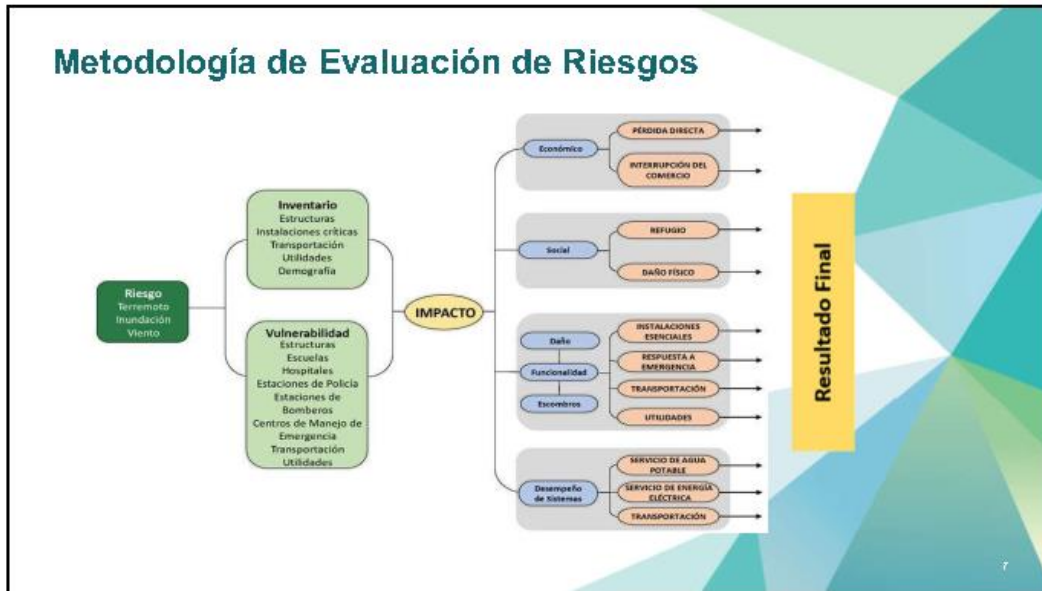 Metodología de Evaluación de Riesgos
Riesgo
Terremoto
Inundación
Viento
Inventario
Estructuras
Instalaciones críticas
Transportación
Utilidades
Demografía
Vulnerabilidad
Estructuras
Escuelas
Hospitales
Estaciones de Policía
Estaciones de
Bomberos
Centros de Manejo de
Emergencia
Transportación
Utilidades
IMPACTO
Económico
PÉRDIDA DIRECTA
INTERRUPCIÓN DEL
COMERCIO
Social
REFUGIO
DAÑO FÍSICO
Daño
Funcionalidad
Escombros
INSTALACIONES
ESENCIALES
RESPUESTA A
EMERGENCIA
TRANSPORTACIÓN
UTILIDADES
Desempeño
de Sistemas
SERVICIO DE AGUA
POTABLE
SERVICIO DE ENERGÍA
ELÉCTRICA
TRANSPORTACIÓN
Resultado Final
7